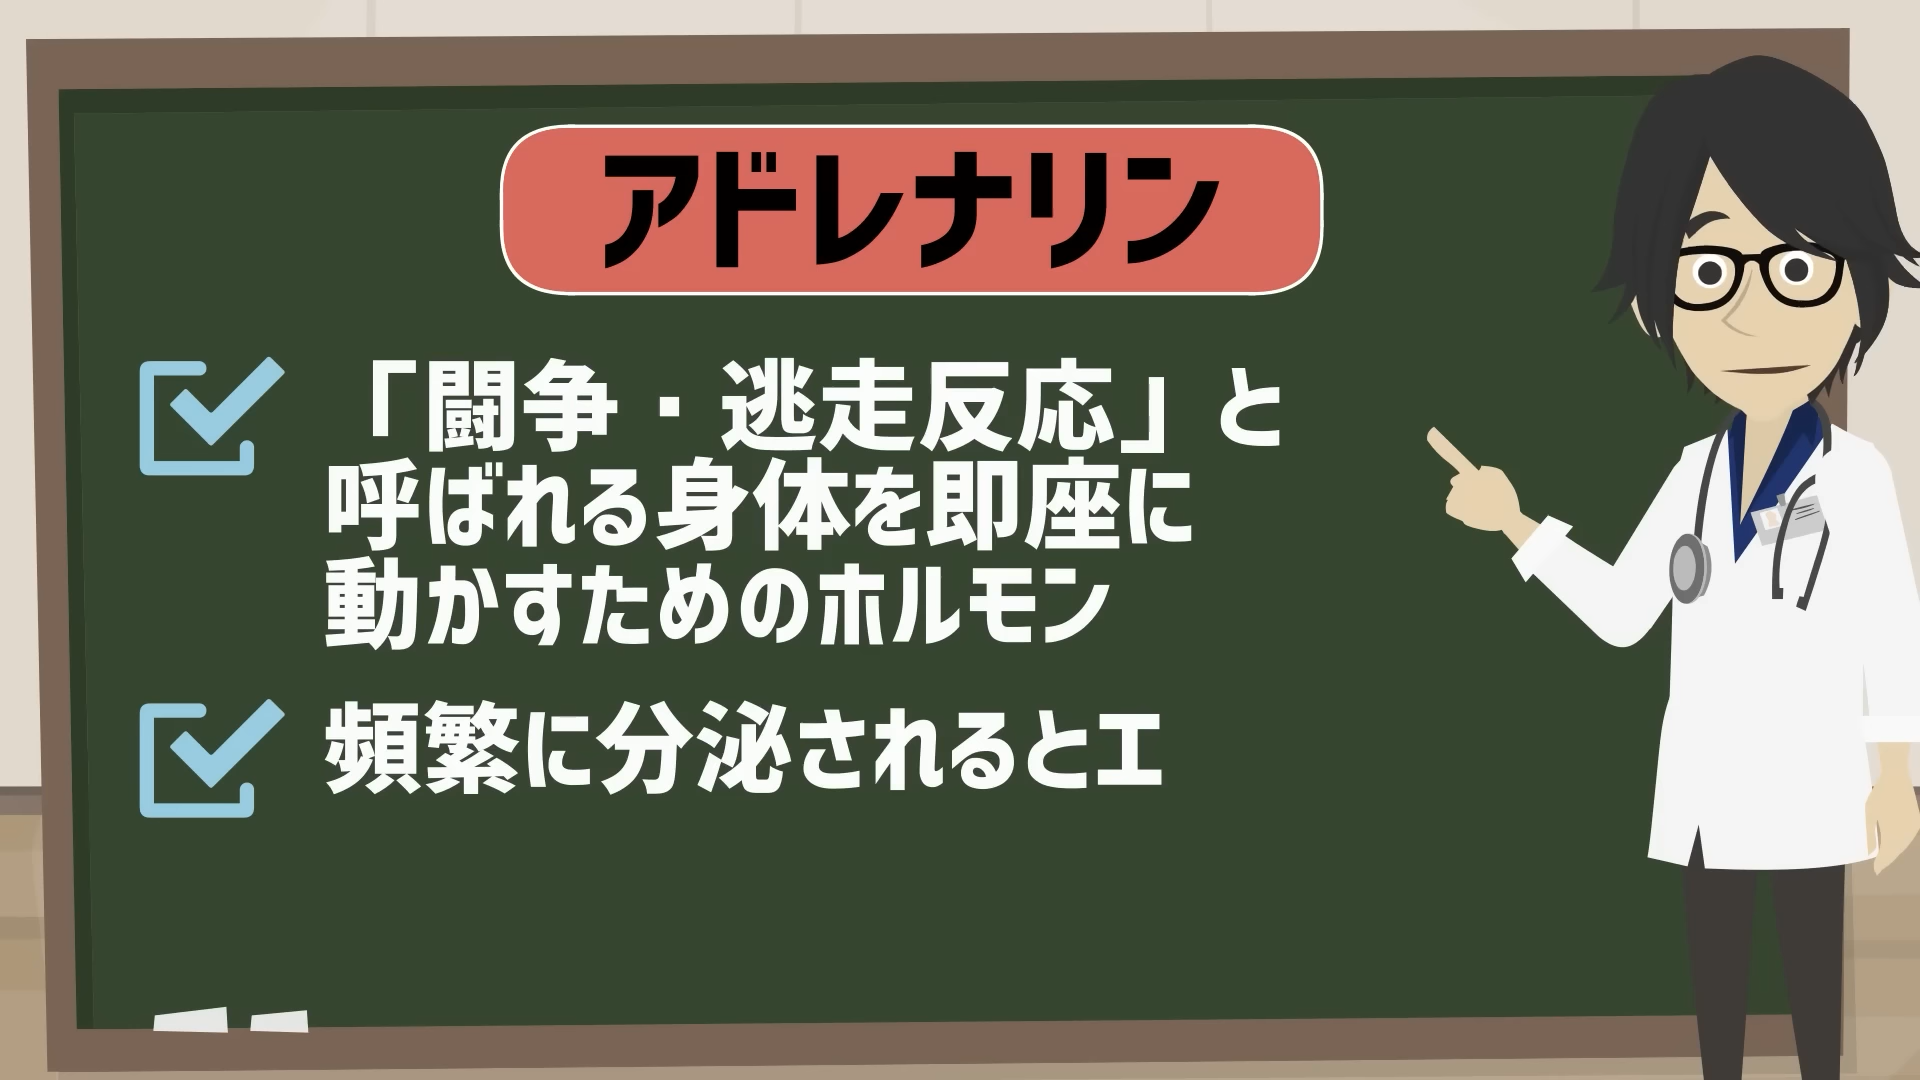 アドレナリン
「闘争・逃走反応」と
呼ばれる身体を即座に
動かすためのホルモン
頻繁に分泌されるとエ